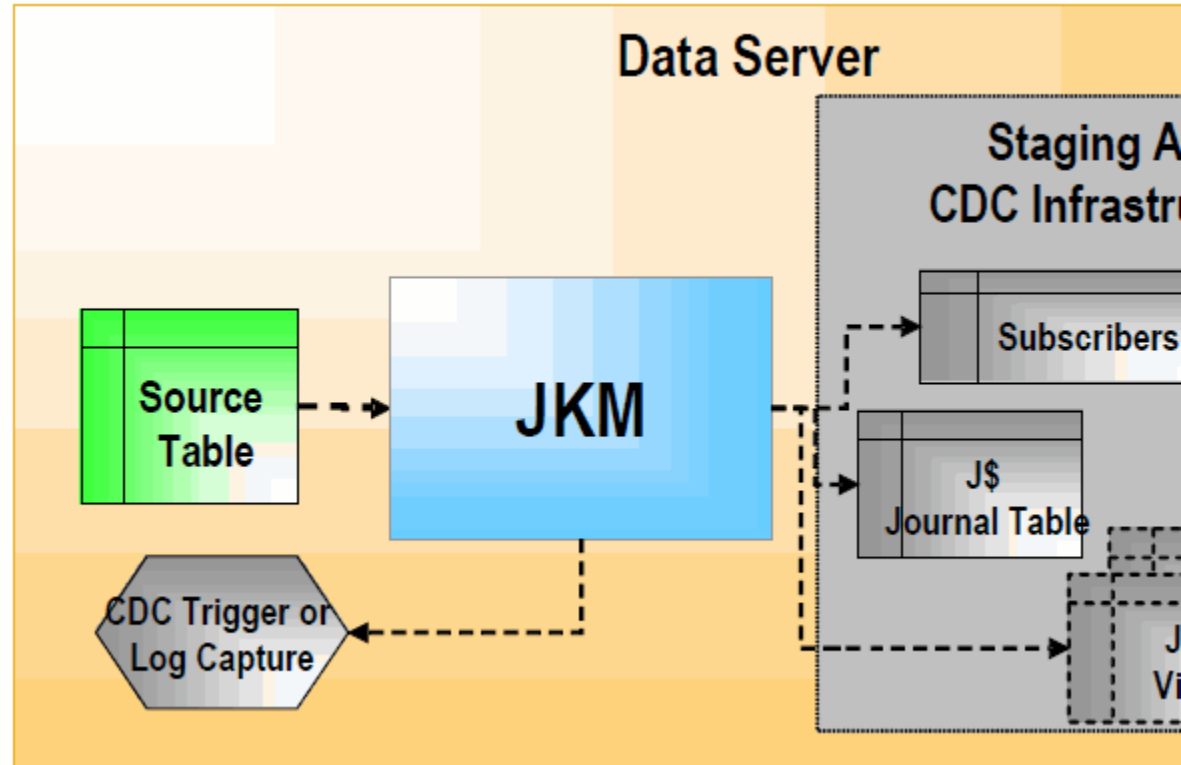 Data Server
Staging A
CDC Infrastru
Subscribers
Source
Table
JKM
J$
Journal Table
CDC Trigger or
Log Capture
J
Vi